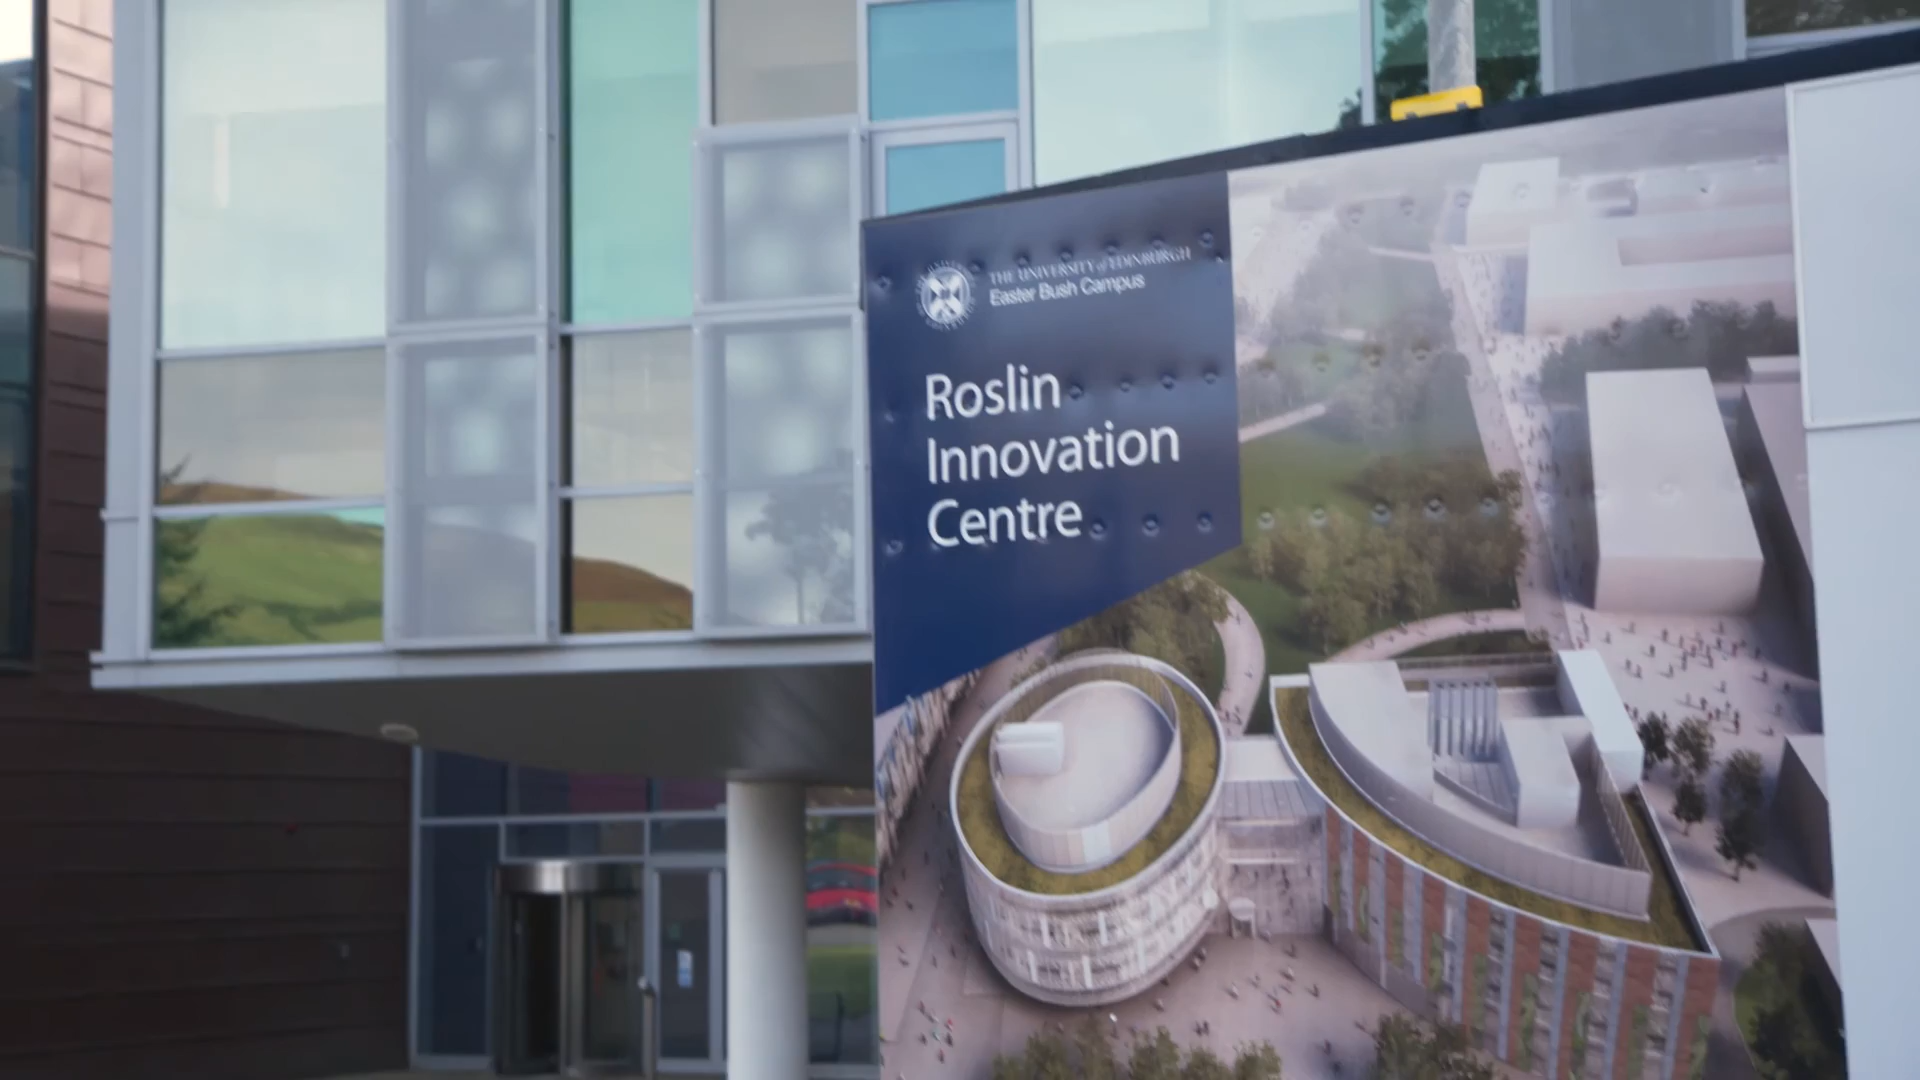 THE UNIVERSITY of EDINBURGH
Easter Bush Campus
Roslin
Innovation
Centre